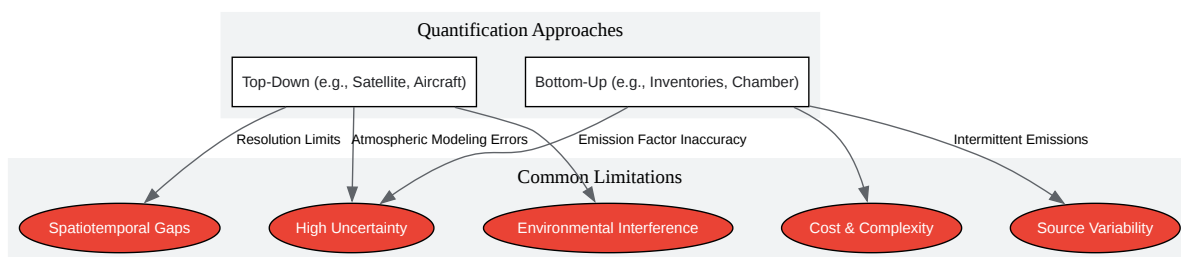 Quantification Approaches
Top-Down (e.g., Satellite, Aircraft)
Bottom-Up (e.g., Inventories, Chamber)
Resolution Limits
Atmospheric Modeling Errors
Emission Factor Inaccuracy
Intermittent Emissions
Common Limitations
Spatiotemporal Gaps
High Uncertainty
Environmental Interference
Cost & Complexity
Source Variability